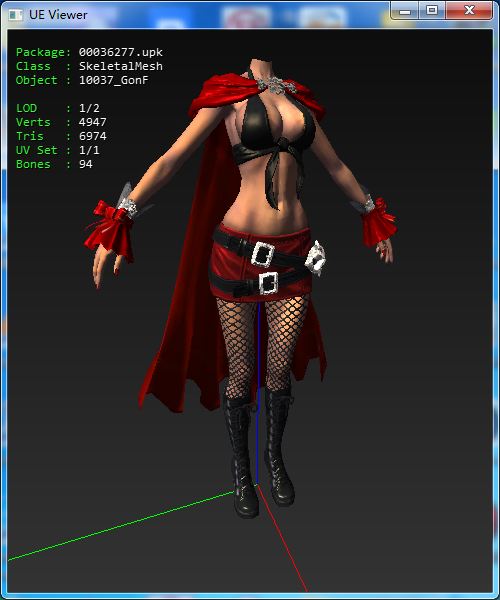 UE Viewer
Package: 00036277.upk
Class : SkeletalMesh
Object : 10037_GonF
LOD : 1/2
Verts : 4947
Tris : 6974
UV Set : 1/1
Bones : 94